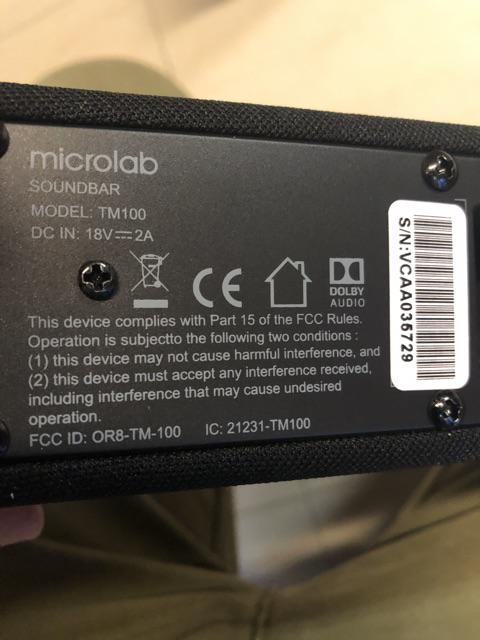 microlab
SOUNDBAR
MODEL: TM100
DC IN: 18V⎓2A
DOLBY
AUDIO
This device complies with Part 15 of the FCC Rules.
Operation is subjectto the following two conditions :
(1) this device may not cause harmful interference, and
(2) this device must accept any interference received,
including interference that may cause undesired
operation.
FCC ID: OR8-TM-100 IC: 21231-TM100
S/N:VCAA035729